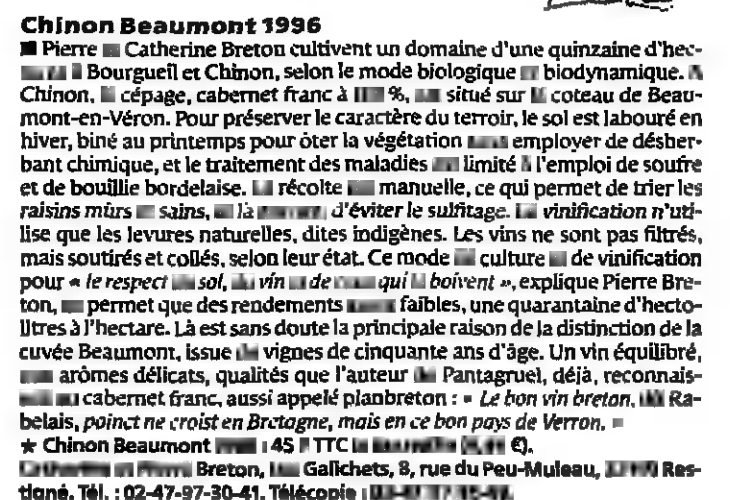 Chinon Beaumont 1996
■ Pierre Catherine Breton cultivent un domaine d'une quinzaine d'hec-
Bourgueil et Chinon, selon le mode biologique biodynamique.
Chinon, cépage, cabernet franc à %, situé sur coteau de Beau-
mont-en-Véron. Pour préserver le caractère du terroir, le sol est labouré en
hiver, biné au printemps pour ôter la végétation employer de désher-
bant chimique, et le traitement des maladies limité l'emploi de soufre
et de bouillie bordelaise. récolte manuelle, ce qui permet de trier les
raisins mûrs sains, là d'éviter le sulfitage. vinification n'uti-
lise que les levures naturelles, dites indigènes. Les vins ne sont pas filtrés,
mais soutirés et collés, selon leur état. Ce mode culture de vinification
pour « le respect sol, vin de qui boivent », explique Pierre Bre-
ton, permet que des rendements faibles, une quarantaine d'hecto-
litres à l'hectare. Là est sans doute la principale raison de la distinction de la
cuvée Beaumont, issue vignes de cinquante ans d'âge. Un vin équilibré,
arômes délicats, qualités que l'auteur Pantagruel, déjà, reconnais-
cabernet franc, aussi appelé planbreton : « Le bon vin breton, Ra-
belais, poinct ne croist en Bretagne, mais en ce bon pays de Verron. »
★ Chinon Beaumont : 45 F TTC €).
Breton, Galichets, 8, rue du Peu-Muleau, Res-
tigné. Tél. : 02-47-97-30-41. Télécopie :